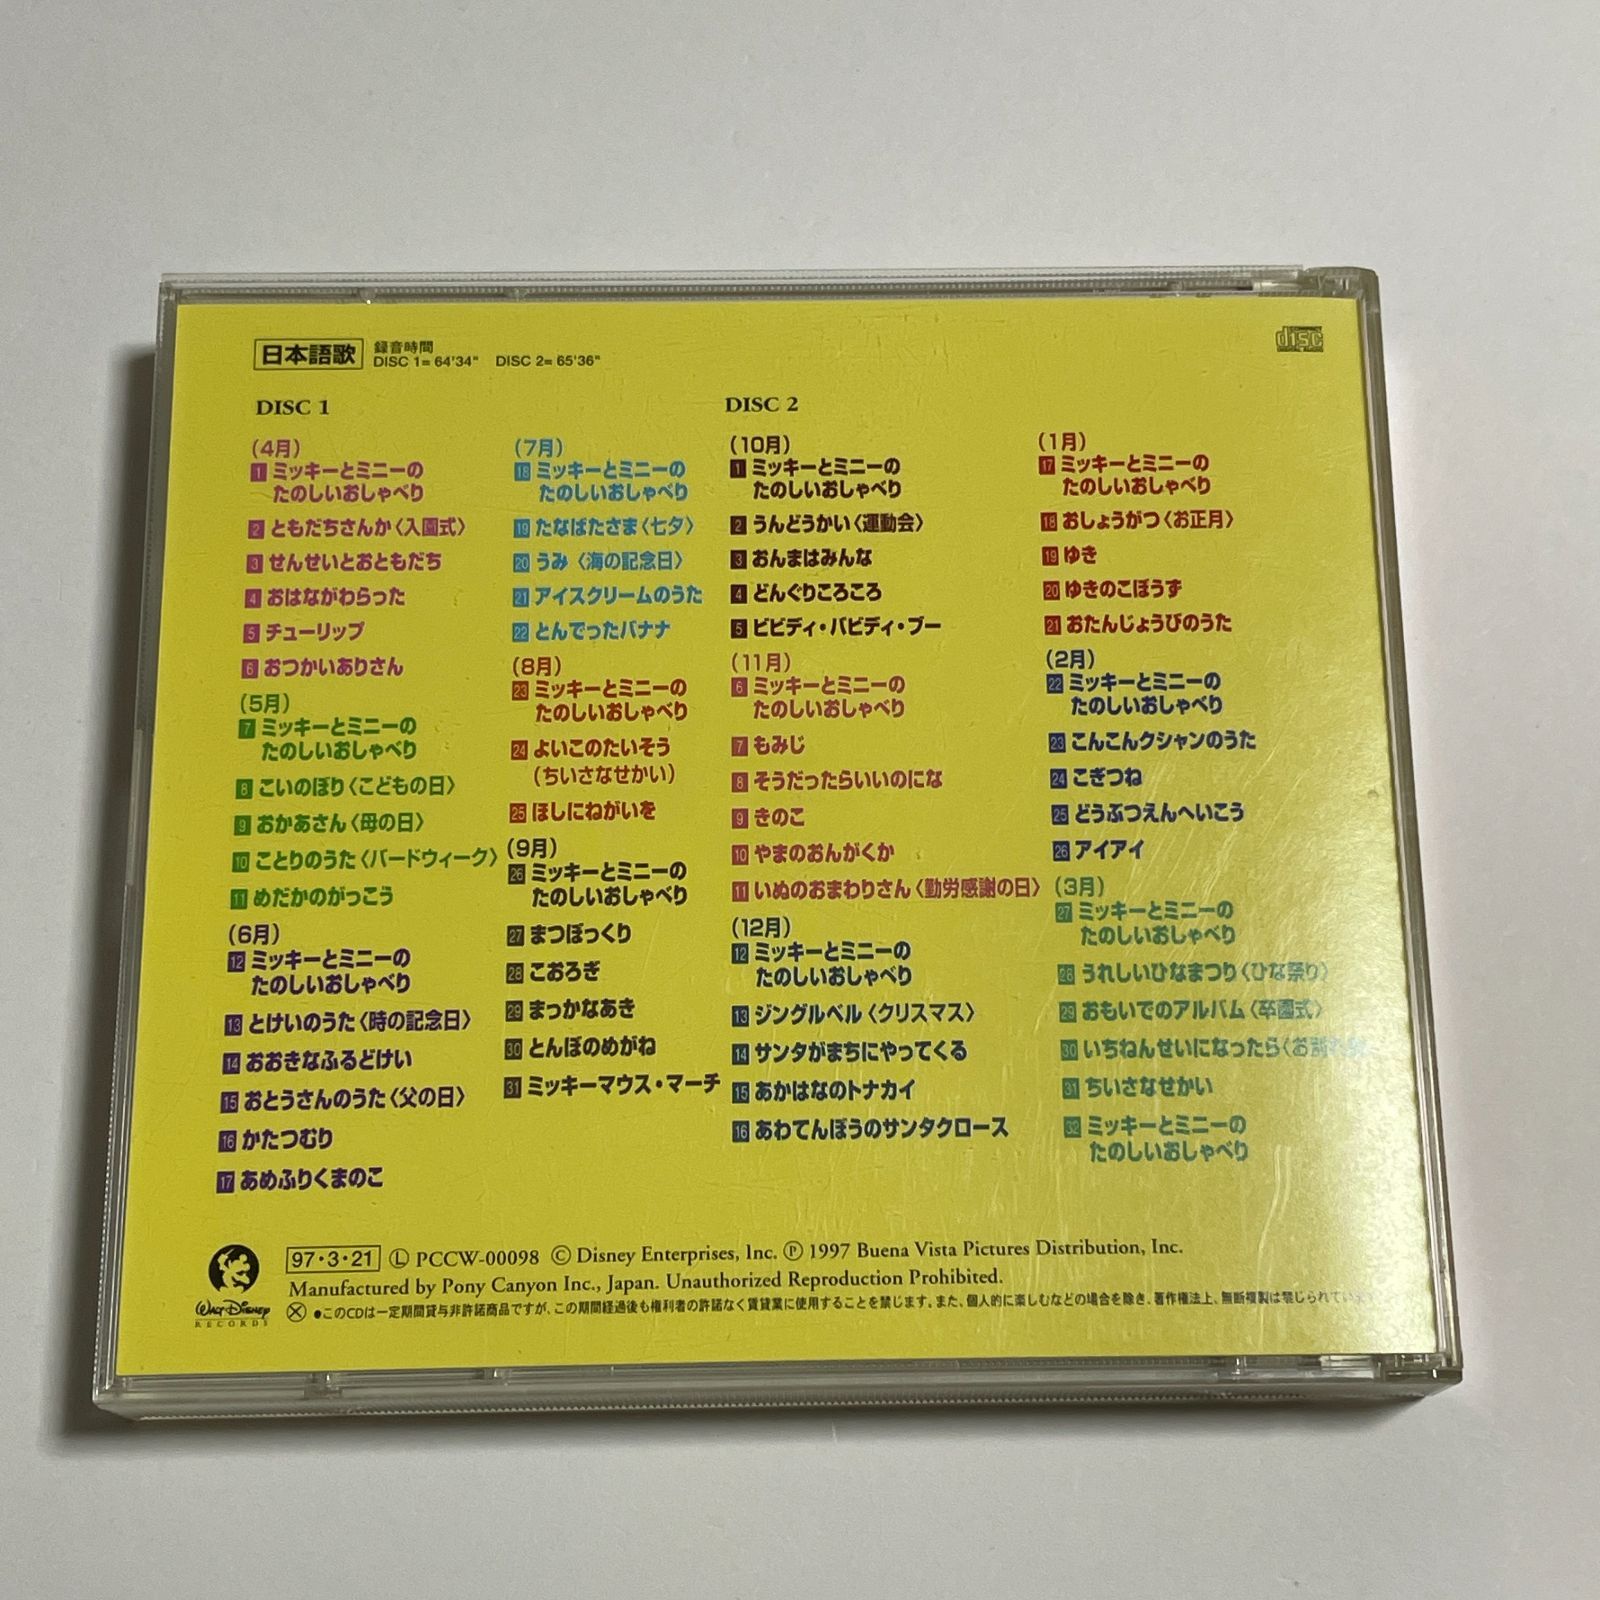 日本語歌
録音時間
DISC 1= 64'34" DISC 2= 65'36"
COMPACT
disc
DIGITAL AUDIO
DISC 1
(4月)
1 ミッキーとミニーの
たのしいおしゃべり
2 ともだちさんか〈入園式〉
3 せんせいとおともだち
4 おはながわらった
5 チューリップ
6 おつかいありさん
(5月)
7 ミッキーとミニーの
たのしいおしゃべり
8 こいのぼり〈こどもの日〉
9 おかあさん〈母の日〉
10 ことりのうた〈バードウィーク〉
11 めだかのがっこう
(6月)
12 ミッキーとミニーの
たのしいおしゃべり
13 とけいのうた〈時の記念日〉
14 おおきなふるどけい
15 おとうさんのうた〈父の日〉
16 かたつむり
17 あめふりくまのこ
(7月)
18 ミッキーとミニーの
たのしいおしゃべり
19 たなばたさま〈七夕〉
20 うみ〈海の記念日〉
21 アイスクリームのうた
22 とんでったバナナ
(8月)
23 ミッキーとミニーの
たのしいおしゃべり
24 よいこのたいそう
(ちいさなせかい)
25 ほしにねがいを
(9月)
26 ミッキーとミニーの
たのしいおしゃべり
27 まつぼっくり
28 こおろぎ
29 まっかなあき
30 とんぼのめがね
31 ミッキーマウス・マーチ
DISC 2
(10月)
1 ミッキーとミニーの
たのしいおしゃべり
2 うんどうかい〈運動会〉
3 おんまはみんな
4 どんぐりころころ
5 ビビディ・バビディ・ブー
(11月)
6 ミッキーとミニーの
たのしいおしゃべり
7 もみじ
8 そうだったらいいのにな
9 きのこ
10 やまのおんがくか
11 いぬのおまわりさん〈勤労感謝の日〉
(12月)
12 ミッキーとミニーの
たのしいおしゃべり
13 ジングルベル〈クリスマス〉
14 サンタがまちにやってくる
15 あかはなのトナカイ
16 あわてんぼうのサンタクロース
(1月)
17 ミッキーとミニーの
たのしいおしゃべり
18 おしょうがつ〈お正月〉
19 ゆき
20 ゆきのこぼうず
21 おたんじょうびのうた
(2月)
22 ミッキーとミニーの
たのしいおしゃべり
23 こんこんクシャンのうた
24 こぎつね
25 どうぶつえんへいこう
26 アイアイ
(3月)
27 ミッキーとミニーの
たのしいおしゃべり
28 うれしいひなまつり〈ひな祭り〉
29 おもいでのアルバム〈卒園式〉
30 いちねんせいになったら
31 ちいさなせかい
32 ミッキーとミニーの
たのしいおしゃべり
97・3・21 Ⓛ PCCW-00098 © Disney Enterprises, Inc. Ⓟ 1997 Buena Vista Pictures Distribution, Inc.
Manufactured by Pony Canyon Inc., Japan. Unauthorized Reproduction Prohibited.
WALT DISNEY
RECORDS
Ⓧ ●このCDは一定期間貸与非許諾商品ですが、この期間経過後も権利者の許諾なく賃貸業に使用することを禁じます。また、個人的に楽しむなどの場合を除き、著作権法上、無断複製は禁じられています